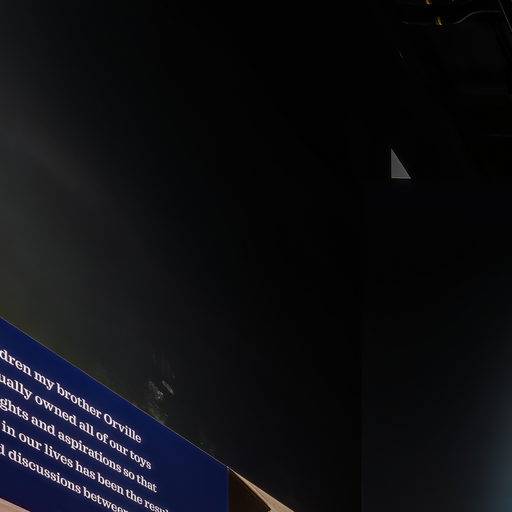 dren my brother Orville
ually owned all of our toys
ghts and aspirations so that
in our lives has been the resu
d discussions between